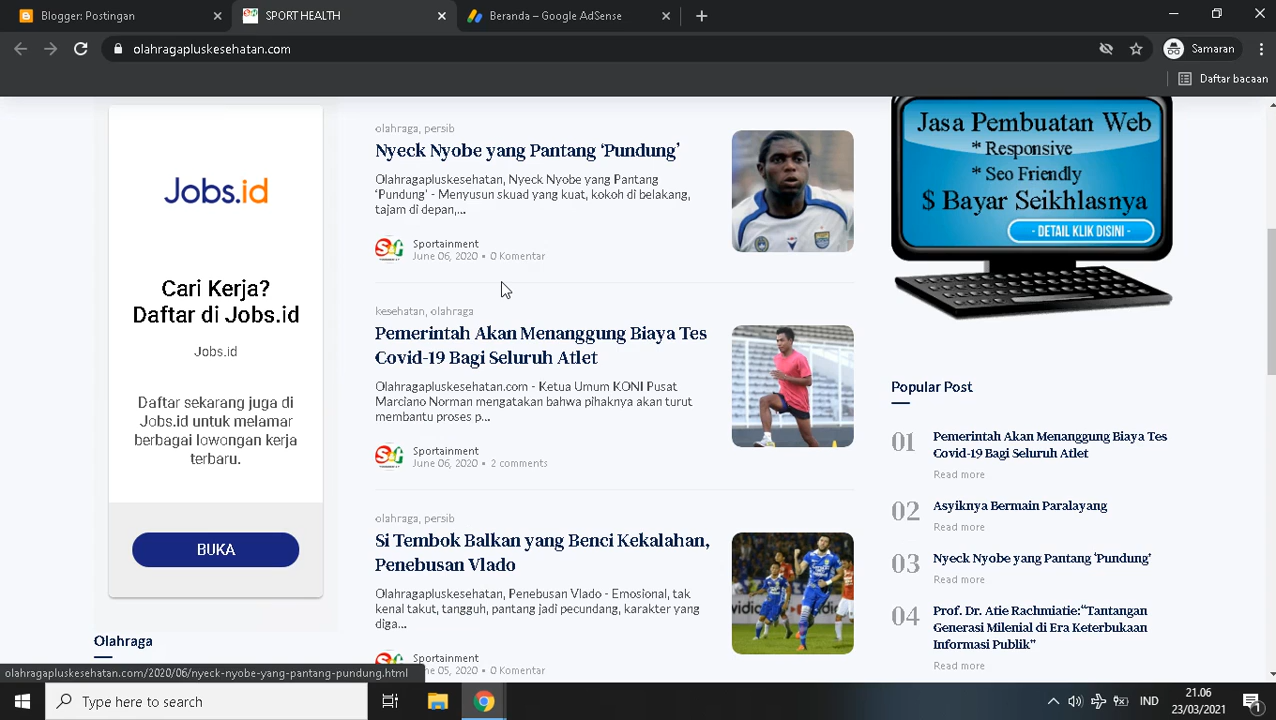 Blogger: Postingan
SPORT HEALTH
Beranda – Google AdSense
olahragapluskesehatan.com
Samaran
Daftar bacaan
Jobs.id
Cari Kerja?
Daftar di Jobs.id
Jobs.id
Daftar sekarang juga di
Jobs.id untuk melamar
berbagai lowongan kerja
terbaru.
BUKA
Olahraga
olahraga, persib
Nyeck Nyobe yang Pantang ‘Pundung’
Olahragapluskesehatan, Nyeck Nyobe yang Pantang
‘Pundung’ - Menyusun skuad yang kuat, kokoh di belakang,
tajam di depan,...
Sportainment
June 06, 2020 • 0 Komentar
kesehatan, olahraga
Pemerintah Akan Menanggung Biaya Tes
Covid-19 Bagi Seluruh Atlet
Olahragapluskesehatan.com - Ketua Umum KONI Pusat
Marciano Norman mengatakan bahwa pihaknya akan turut
membantu proses p...
Sportainment
June 06, 2020 • 2 comments
olahraga, persib
Si Tembok Balkan yang Benci Kekalahan,
Penebusan Vlado
Olahragapluskesehatan, Penebusan Vlado - Emosional, tak
kenal takut, tangguh, pantang jadi pecundang, karakter yang
diga...
Sportainment
June 05, 2020 • 0 Komentar
Jasa Pembuatan Web
* Responsive
* Seo Friendly
$ Bayar Seikhlasnya
- DETAIL KLIK DISINI -
Popular Post
01
Pemerintah Akan Menanggung Biaya Tes
Covid-19 Bagi Seluruh Atlet
Read more
02
Asyiknya Bermain Paralayang
Read more
03
Nyeck Nyobe yang Pantang ‘Pundung’
Read more
04
Prof. Dr. Atie Rachmiatie:“Tantangan
Generasi Milenial di Era Keterbukaan
Informasi Publik”
Read more
olahragapluskesehatan.com/2020/06/nyeck-nyobe-yang-pantang-pundung.html
Type here to search
IND
21.06
23/03/2021
1